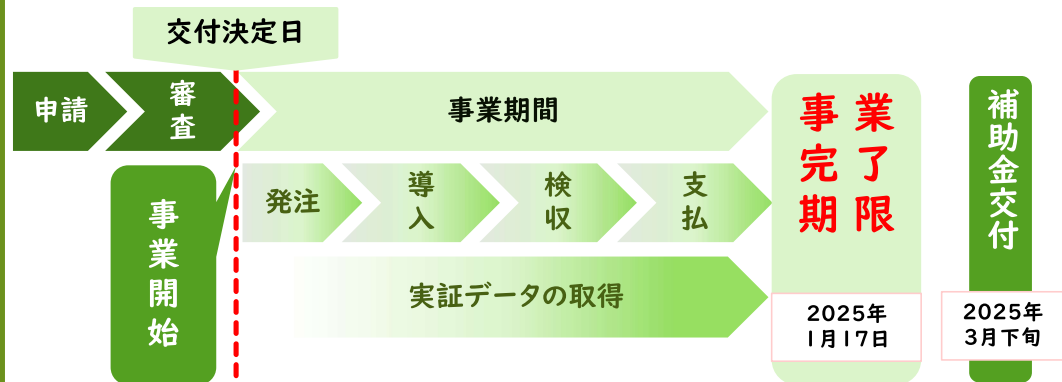 交付決定日
申請
審査
事業期間
事業開始
発注
導入
検収
支払
実証データの取得
事業
完了
期限
2025年
1月17日
補助金交付
2025年
3月下旬